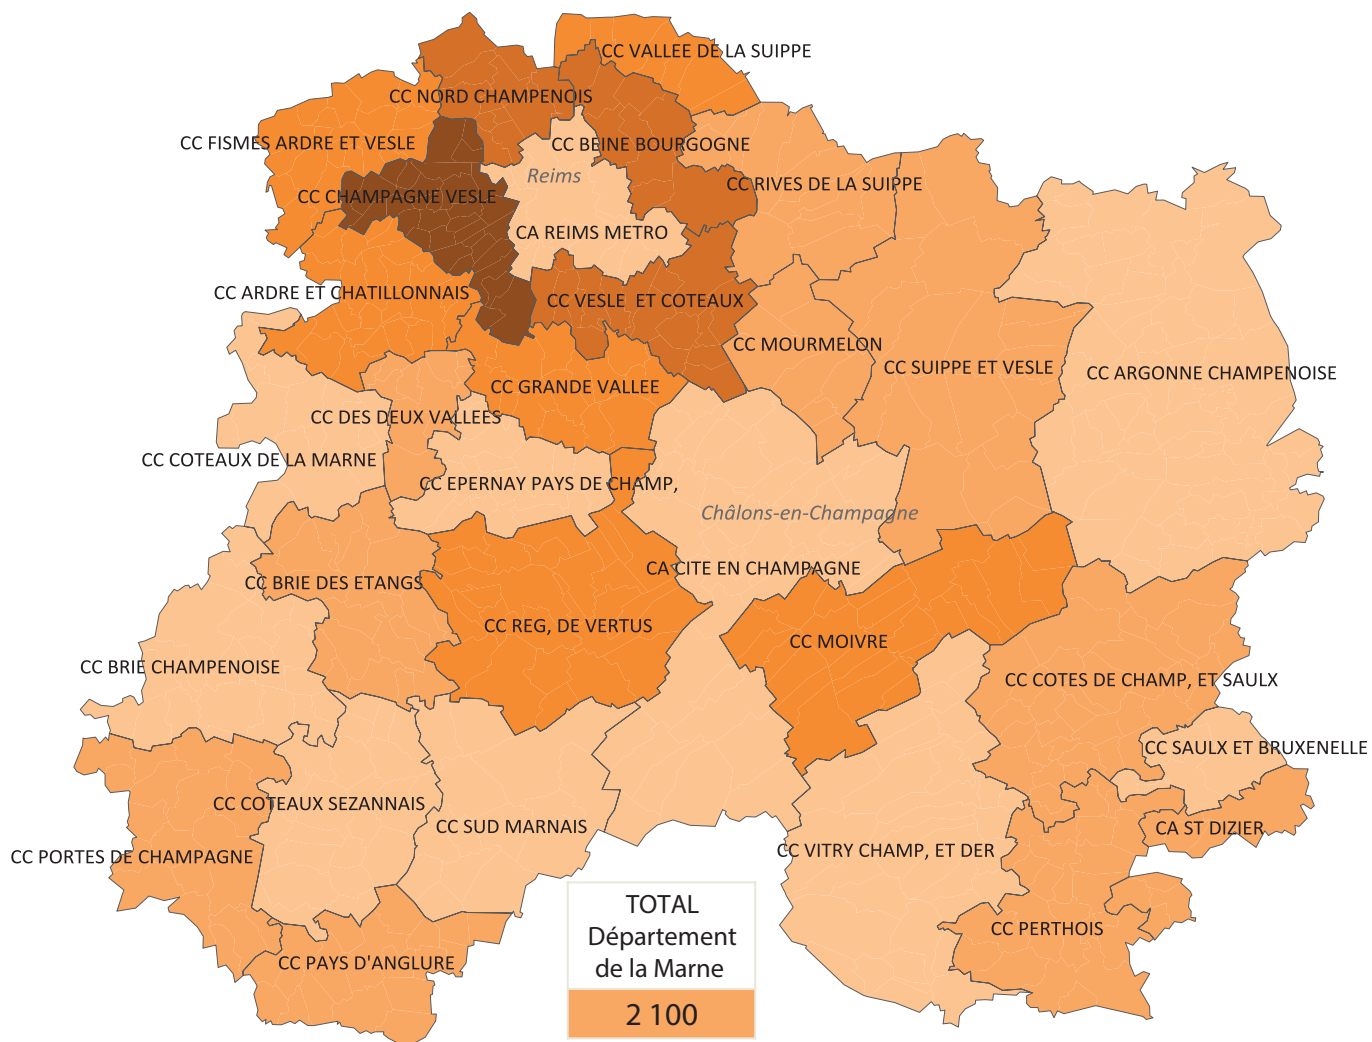 CC VALLEE DE LA SUIPPE
CC NORD CHAMPENOIS
CC FISMES ARDRE ET VESLE
CC BEINE BOURGOGNE
Reims
CC RIVES DE LA SUIPPE
CC CHAMPAGNE VESLE
CA REIMS METRO
CC ARDRE ET CHATILLONNAIS
CC VESLE ET COTEAUX
CC MOURMELON
CC SUIPPE ET VESLE
CC ARGONNE CHAMPENOISE
CC GRANDE VALLEE
CC DES DEUX VALLEES
CC COTEAUX DE LA MARNE
CC EPERNAY PAYS DE CHAMP,
Châlons-en-Champagne
CA CITE EN CHAMPAGNE
CC BRIE DES ETANGS
CC REG, DE VERTUS
CC MOIVRE
CC BRIE CHAMPENOISE
CC COTES DE CHAMP, ET SAULX
CC SAULX ET BRUXENELLE
CC COTEAUX SEZANNAIS
CC SUD MARNAIS
CA ST DIZIER
CC PORTES DE CHAMPAGNE
CC VITRY CHAMP, ET DER
CC PERTHOIS
CC PAYS D'ANGLURE
TOTAL
Département
de la Marne
2 100